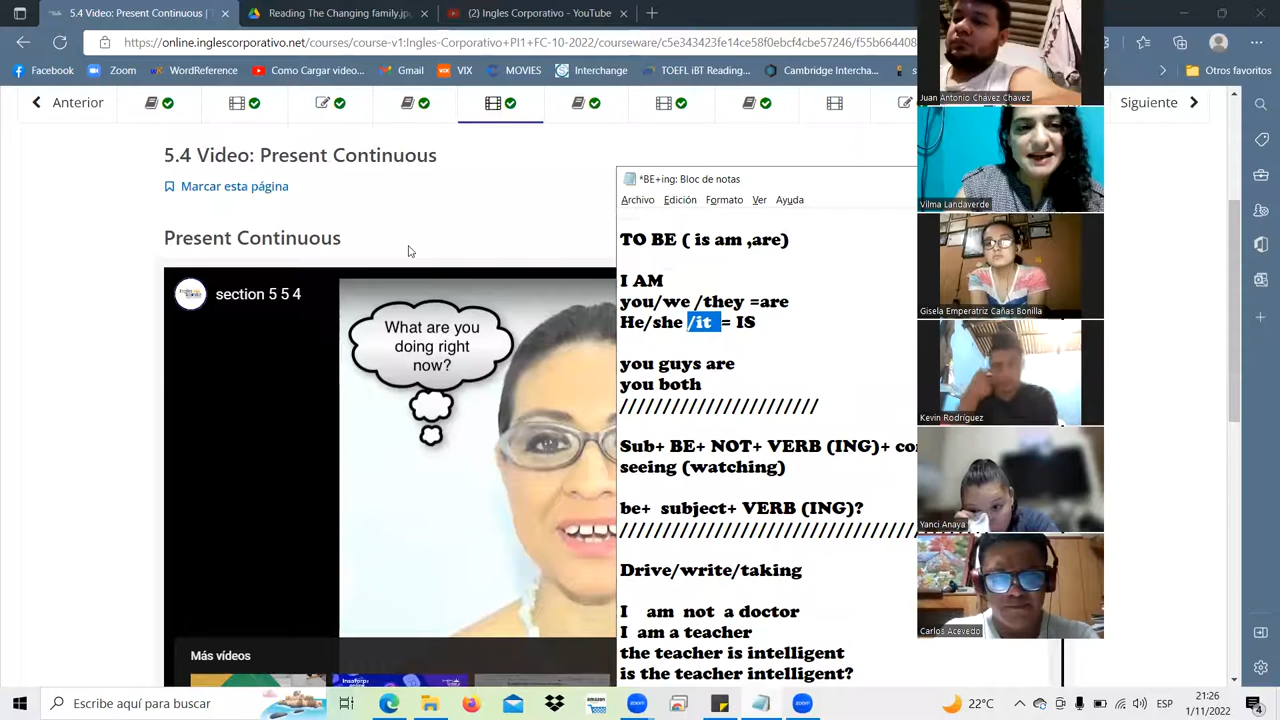 5.4 Video: Present Continuous
Reading The Changing family.jp
(2) Ingles Corporativo - YouTube
https://online.inglescorporativo.net/courses/course-v1:Ingles-Corporativo+PI1+FC-10-2022/courseware/c5e343423fe14ce58f0ebcf4cbe57246/f55b664408
Facebook
Zoom
WordReference
Como Cargar video...
Gmail
VIX
MOVIES
Interchange
TOEFL iBT Reading...
Cambridge Intercha...
Otros favoritos
Anterior
Siguiente
5.4 Video: Present Continuous
Marcar esta página
Present Continuous
section 5 5 4
What are you
doing right
now?
Más vídeos
*BE+ing: Bloc de notas
Archivo Edición Formato Ver Ayuda
TO BE ( is am ,are)
I AM
you/we /they =are
He/she /it = IS
you guys are
you both
///////////////////////
Sub+ BE+ NOT+ VERB (ING)+ co
seeing (watching)
be+ subject+ VERB (ING)?
//////////////////////////////////
Drive/write/taking
I am not a doctor
I am a teacher
the teacher is intelligent
is the teacher intelligent?
Juan Antonio Chávez Chavez
Vilma Landaverde
Gisela Emperatriz Cañas Bonilla
Kevin Rodríguez
Yanci Anaya
Carlos Acevedo
Escribe aquí para buscar
22°C
ESP
21:26
1/11/2022
4